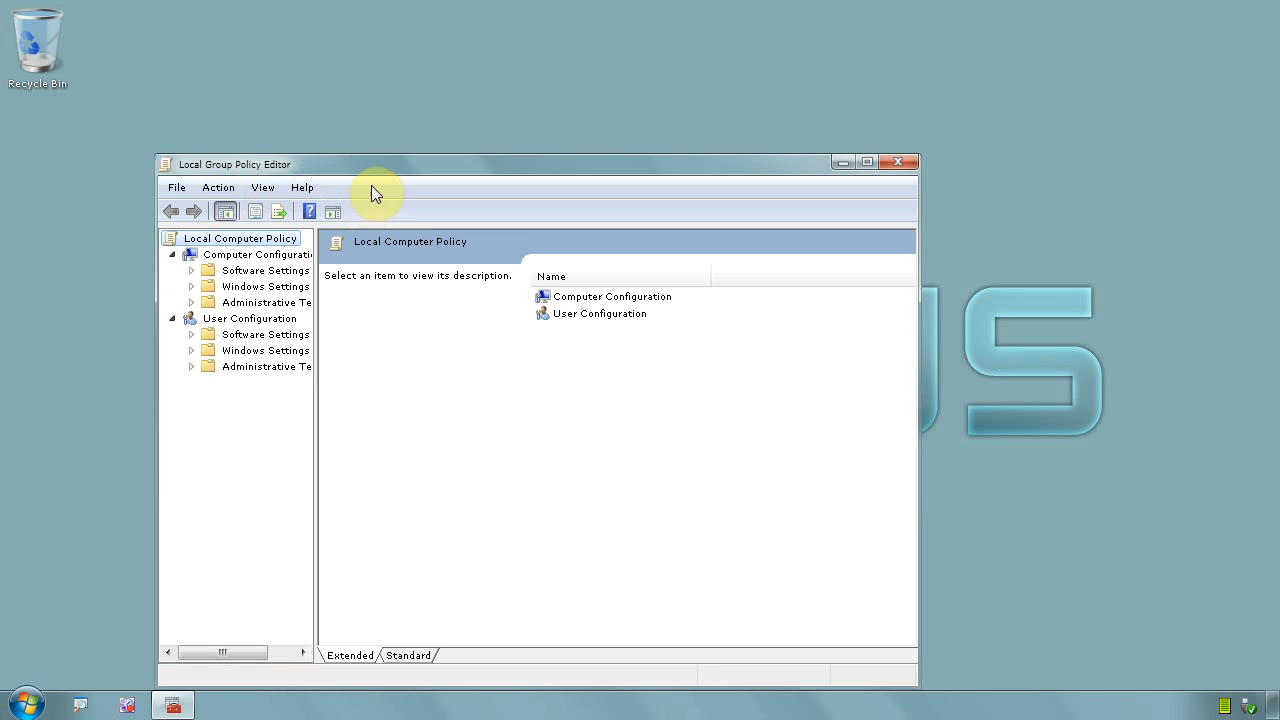 Recycle Bin
Local Group Policy Editor
File Action View Help
Local Computer Policy
Computer Configurati
Software Settings
Windows Settings
Administrative Te
User Configuration
Software Settings
Windows Settings
Administrative Te
Local Computer Policy
Select an item to view its description.
Name
Computer Configuration
User Configuration
Extended Standard
S